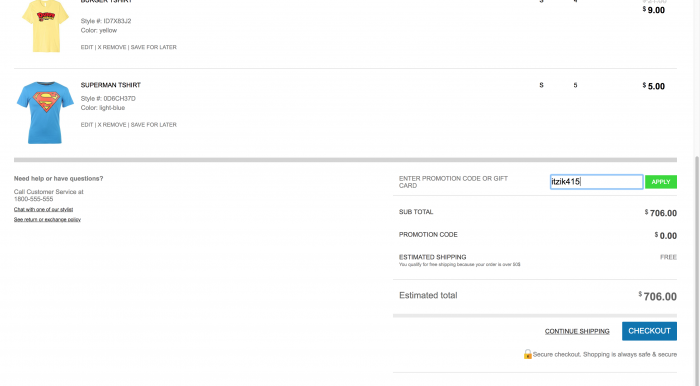 BURGER TSHIRT S 4
$ 9.00
Style #: ID7X83J2
Color: yellow
EDIT | X REMOVE | SAVE FOR LATER
SUPERMAN TSHIRT S 5 $ 5.00
Style #: 0D6CH37D
Color: light-blue
EDIT | X REMOVE | SAVE FOR LATER
Need help or have questions?
Call Customer Service at
1800-555-555
Chat with one of our stylist
See return or exchange policy
ENTER PROMOTION CODE OR GIFT
CARD
itzik415
APPLY
SUB TOTAL $ 706.00
PROMOTION CODE $ 0.00
ESTIMATED SHIPPING FREE
You qualify for free shipping because your order is over 50$
Estimated total $ 706.00
CONTINUE SHIPPING CHECKOUT
Secure checkout. Shopping is always safe & secure